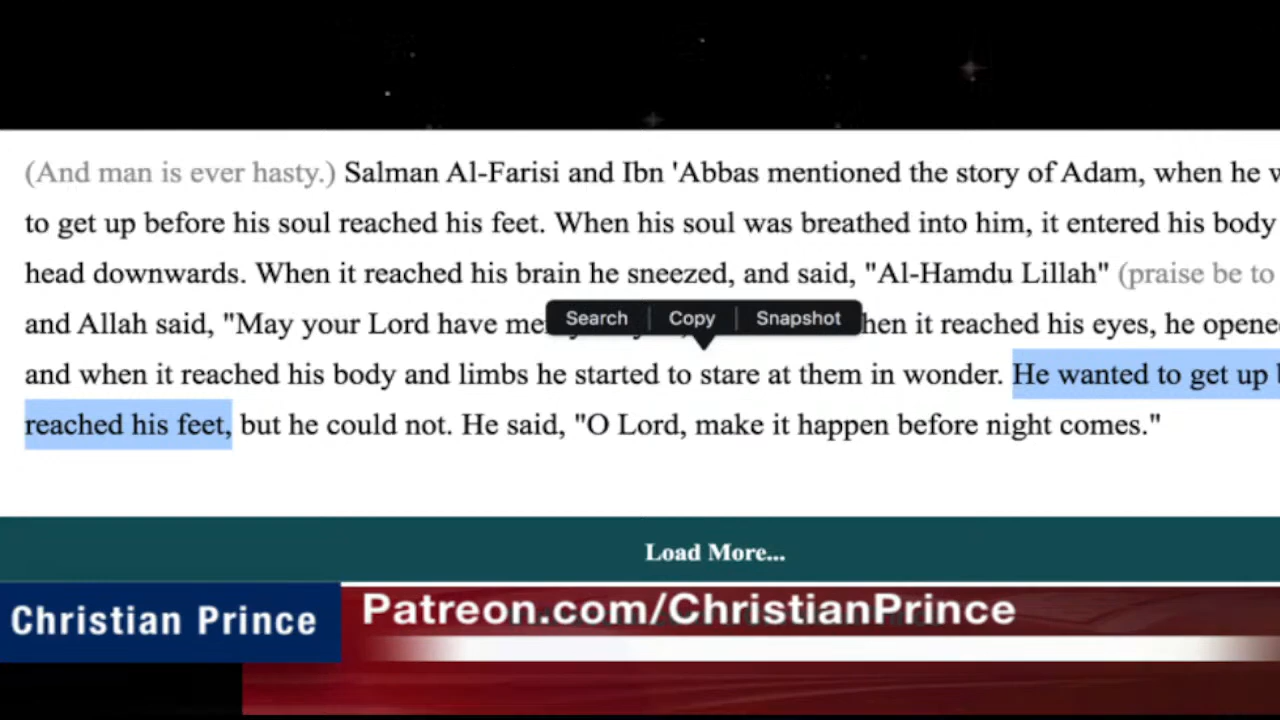 (And man is ever hasty.) Salman Al-Farisi and Ibn 'Abbas mentioned the story of Adam, when he
to get up before his soul reached his feet. When his soul was breathed into him, it entered his body
head downwards. When it reached his brain he sneezed, and said, "Al-Hamdu Lillah" (praise be to
Search Copy Snapshot
and Allah said, "May your Lord have hen it reached his eyes, he opene
and when it reached his body and limbs he started to stare at them in wonder. He wanted to get up
reached his feet, but he could not. He said, "O Lord, make it happen before night comes."
Load More...
Christian Prince
Patreon.com/ChristianPrince